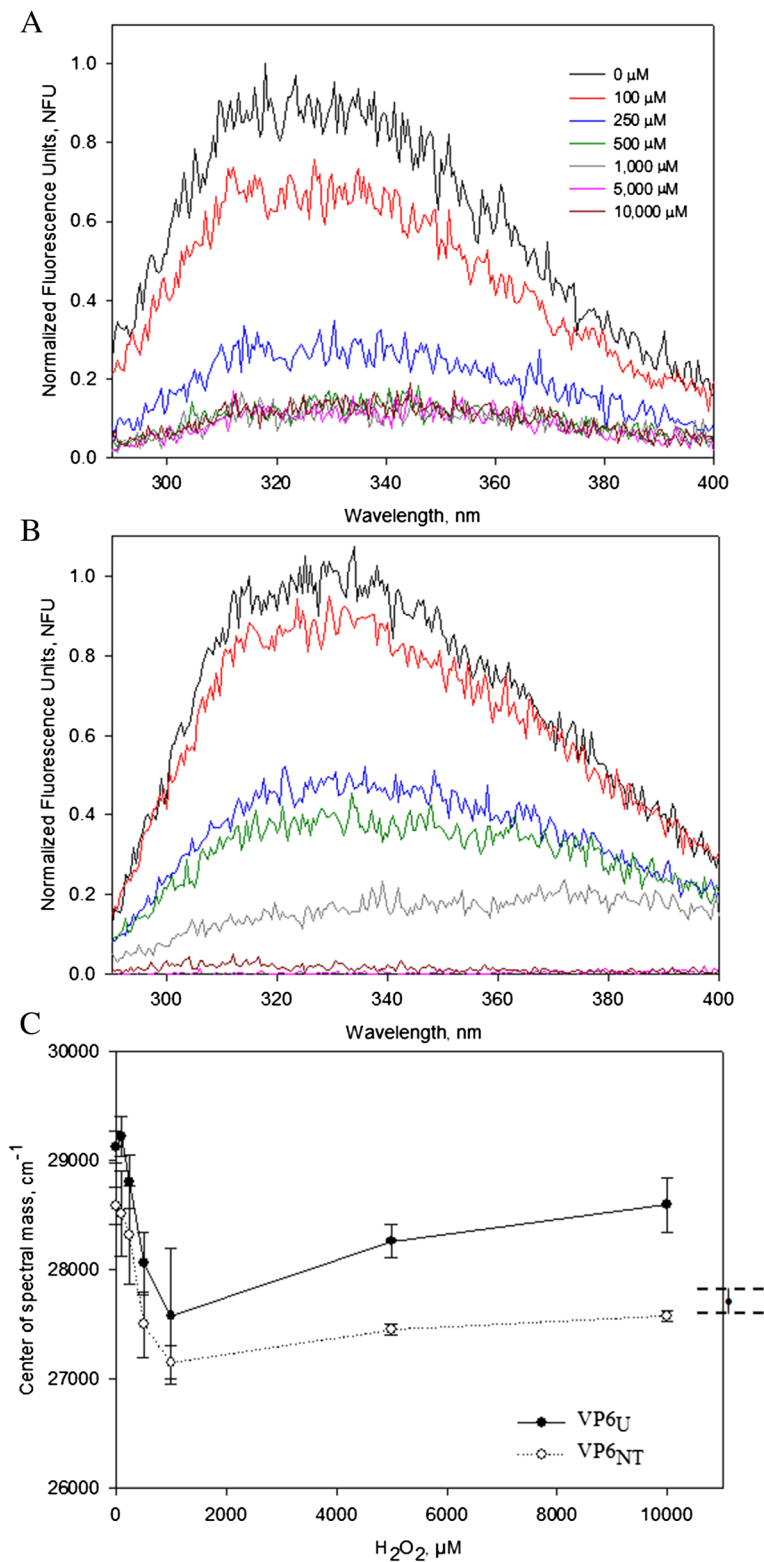 A
1.0
0.8
0.6
0.4
0.2
0.0
Normalized Fluorescence Units, NFU
0 µM
100 µM
250 µM
500 µM
1,000 µM
5,000 µM
10,000 µM
300
320
340
360
380
400
Wavelength, nm
B
1.0
0.8
0.6
0.4
0.2
0.0
Normalized Fluorescence Units, NFU
300
320
340
360
380
400
Wavelength, nm
C
30000
29000
28000
27000
26000
Center of spectral mass, cm⁻¹
VP6U
VP6NT
0
2000
4000
6000
8000
10000
H₂O₂, µM